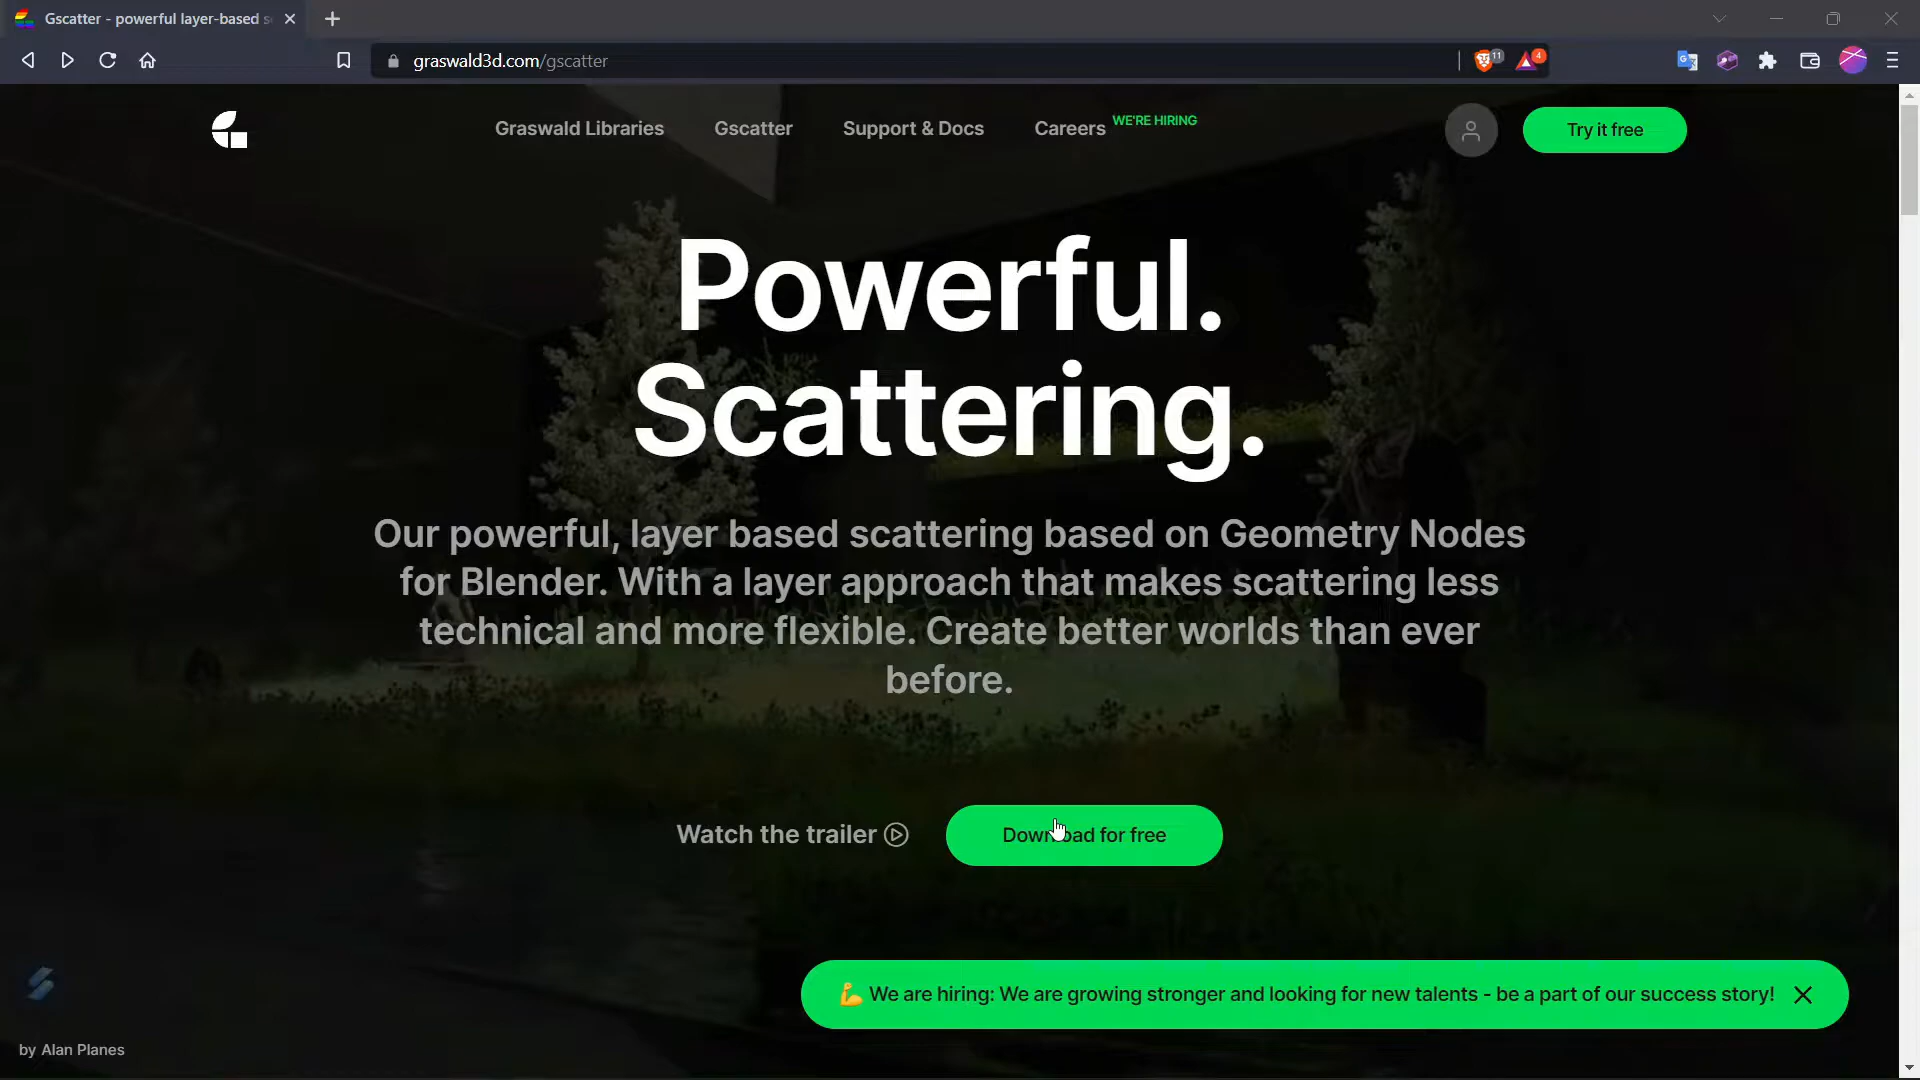 Gscatter - powerful layer-based s
graswald3d.com/gscatter
11
4
Graswald Libraries
Gscatter
Support & Docs
Careers
WE'RE HIRING
Try it free
Powerful.
Scattering.
Our powerful, layer based scattering based on Geometry Nodes
for Blender. With a layer approach that makes scattering less
technical and more flexible. Create better worlds than ever
before.
Watch the trailer
Download for free
💪 We are hiring: We are growing stronger and looking for new talents - be a part of our success story!
by Alan Planes